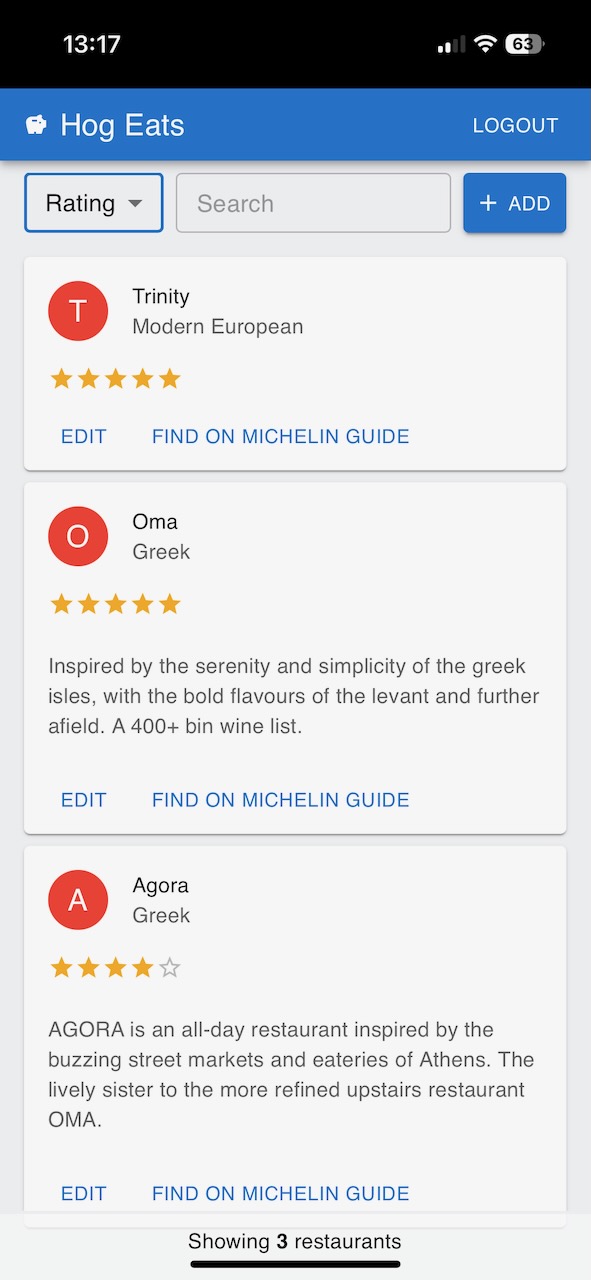 13:17
63
Hog Eats
LOGOUT
Rating
Search
+ ADD
T
Trinity
Modern European
EDIT
FIND ON MICHELIN GUIDE
O
Oma
Greek
Inspired by the serenity and simplicity of the greek
isles, with the bold flavours of the levant and further
afield. A 400+ bin wine list.
EDIT
FIND ON MICHELIN GUIDE
A
Agora
Greek
AGORA is an all-day restaurant inspired by the
buzzing street markets and eateries of Athens. The
lively sister to the more refined upstairs restaurant
OMA.
EDIT
FIND ON MICHELIN GUIDE
Showing 3 restaurants